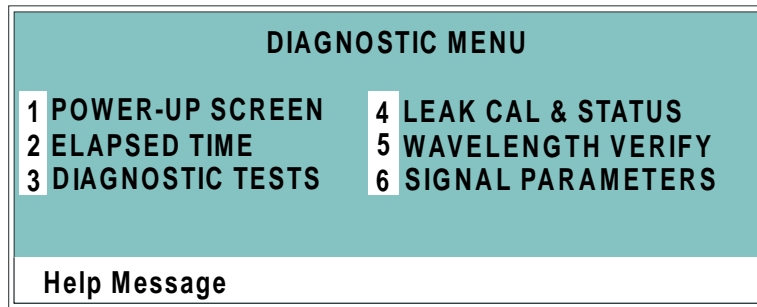 DIAGNOSTIC MENU
1 POWER-UP SCREEN
2 ELAPSED TIME
3 DIAGNOSTIC TESTS
4 LEAK CAL & STATUS
5 WAVELENGTH VERIFY
6 SIGNAL PARAMETERS
Help Message